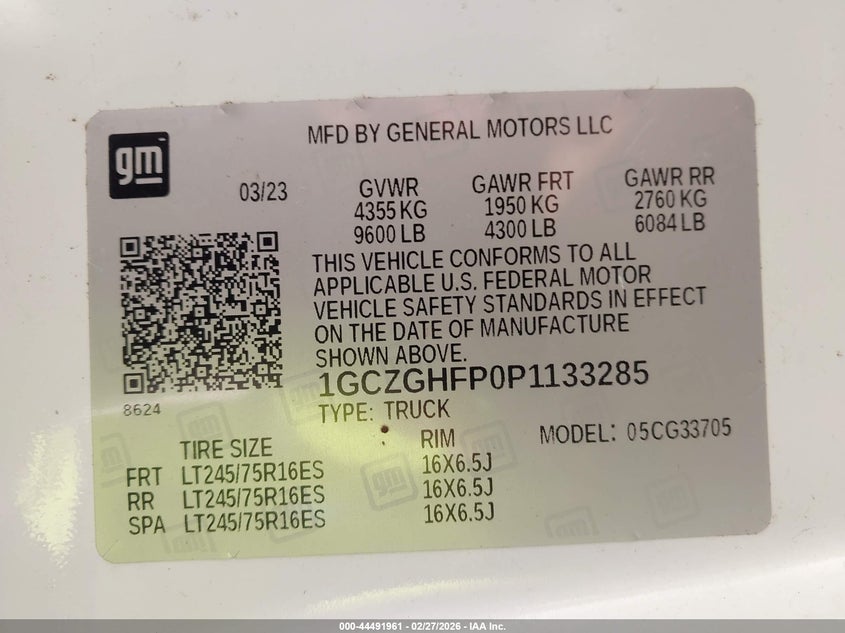 gm
MFD BY GENERAL MOTORS LLC
03/23
GVWR GAWR FRT GAWR RR
4355 KG 1950 KG 2760 KG
9600 LB 4300 LB 6084 LB
THIS VEHICLE CONFORMS TO ALL
APPLICABLE U.S. FEDERAL MOTOR
VEHICLE SAFETY STANDARDS IN EFFECT
ON THE DATE OF MANUFACTURE
SHOWN ABOVE.
1GCZGHFP0P1133285
8624
TYPE: TRUCK
MODEL: 05CG33705
TIRE SIZE RIM
FRT LT245/75R16ES 16X6.5J
RR LT245/75R16ES 16X6.5J
SPA LT245/75R16ES 16X6.5J
000-44491961 - 02/27/2026 - IAA Inc.